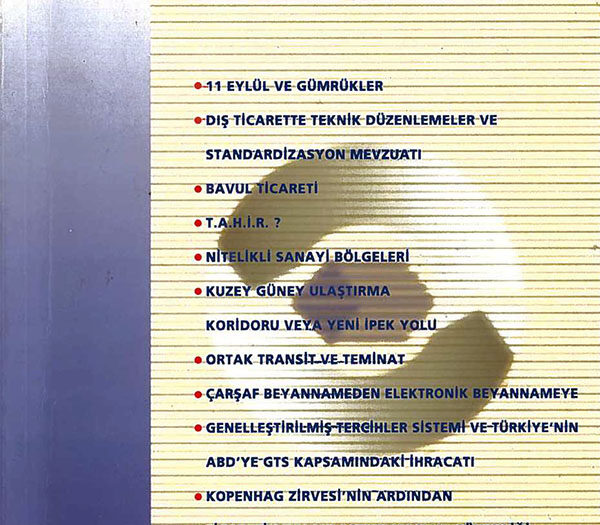 • 11 EYLÜL VE GÜMRÜKLER
• DIŞ TİCARETTE TEKNİK DÜZENLEMELER VE
STANDARDİZASYON MEVZUATI
• BAVUL TİCARETİ
• T.A.H.İ.R. ?
• NİTELİKLİ SANAYİ BÖLGELERİ
• KUZEY GÜNEY ULAŞTIRMA
KORİDORU VEYA YENİ İPEK YOLU
• ORTAK TRANSİT VE TEMİNAT
• ÇARŞAF BEYANNAMEDEN ELEKTRONİK BEYANNAMEYE
• GENELLEŞTİRİLMİŞ TERCİHLER SİSTEMİ VE TÜRKİYE'NİN
ABD'YE GTS KAPSAMINDAKİ İHRACATI
• KOPENHAG ZİRVESİ'NİN ARDINDAN